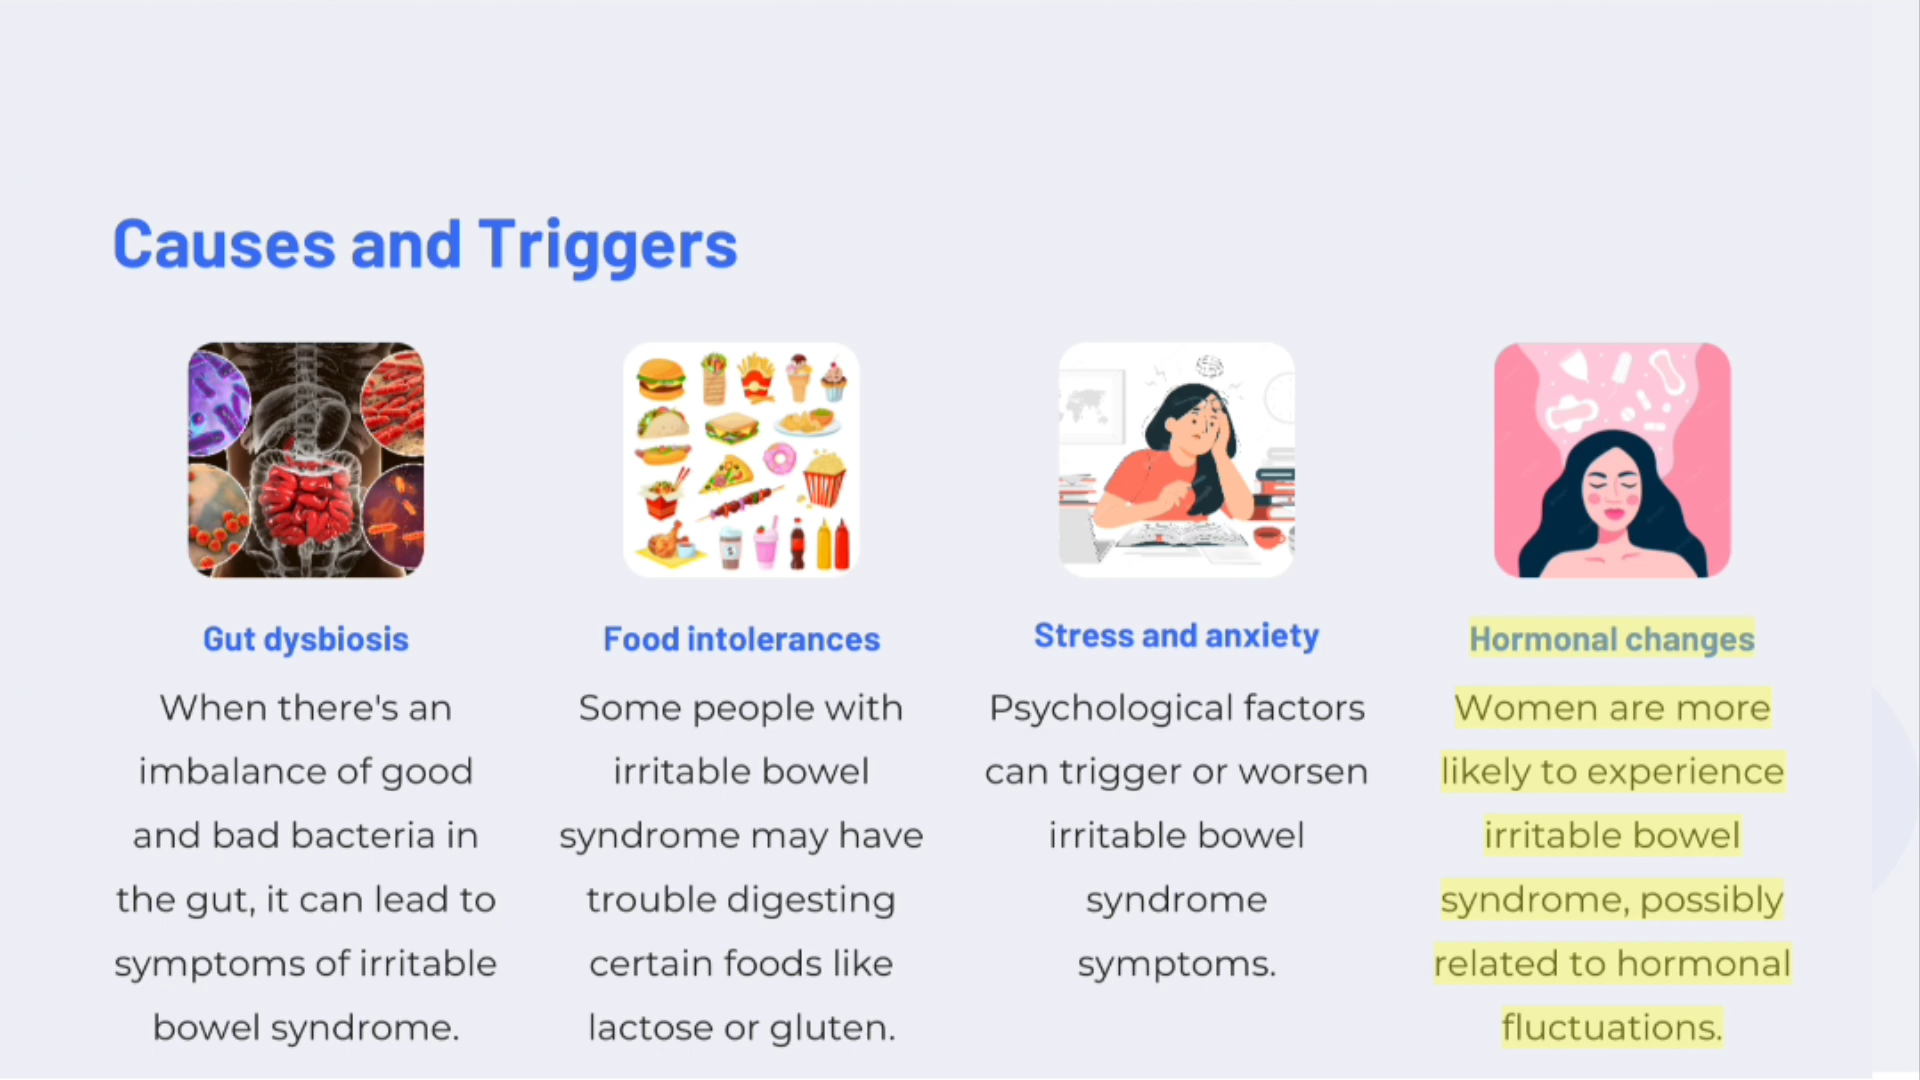 Causes and Triggers
Gut dysbiosis
When there's an
imbalance of good
and bad bacteria in
the gut, it can lead to
symptoms of irritable
bowel syndrome.
Food intolerances
Some people with
irritable bowel
syndrome may have
trouble digesting
certain foods like
lactose or gluten.
Stress and anxiety
Psychological factors
can trigger or worsen
irritable bowel
syndrome
symptoms.
Hormonal changes
Women are more
likely to experience
irritable bowel
syndrome, possibly
related to hormonal
fluctuations.